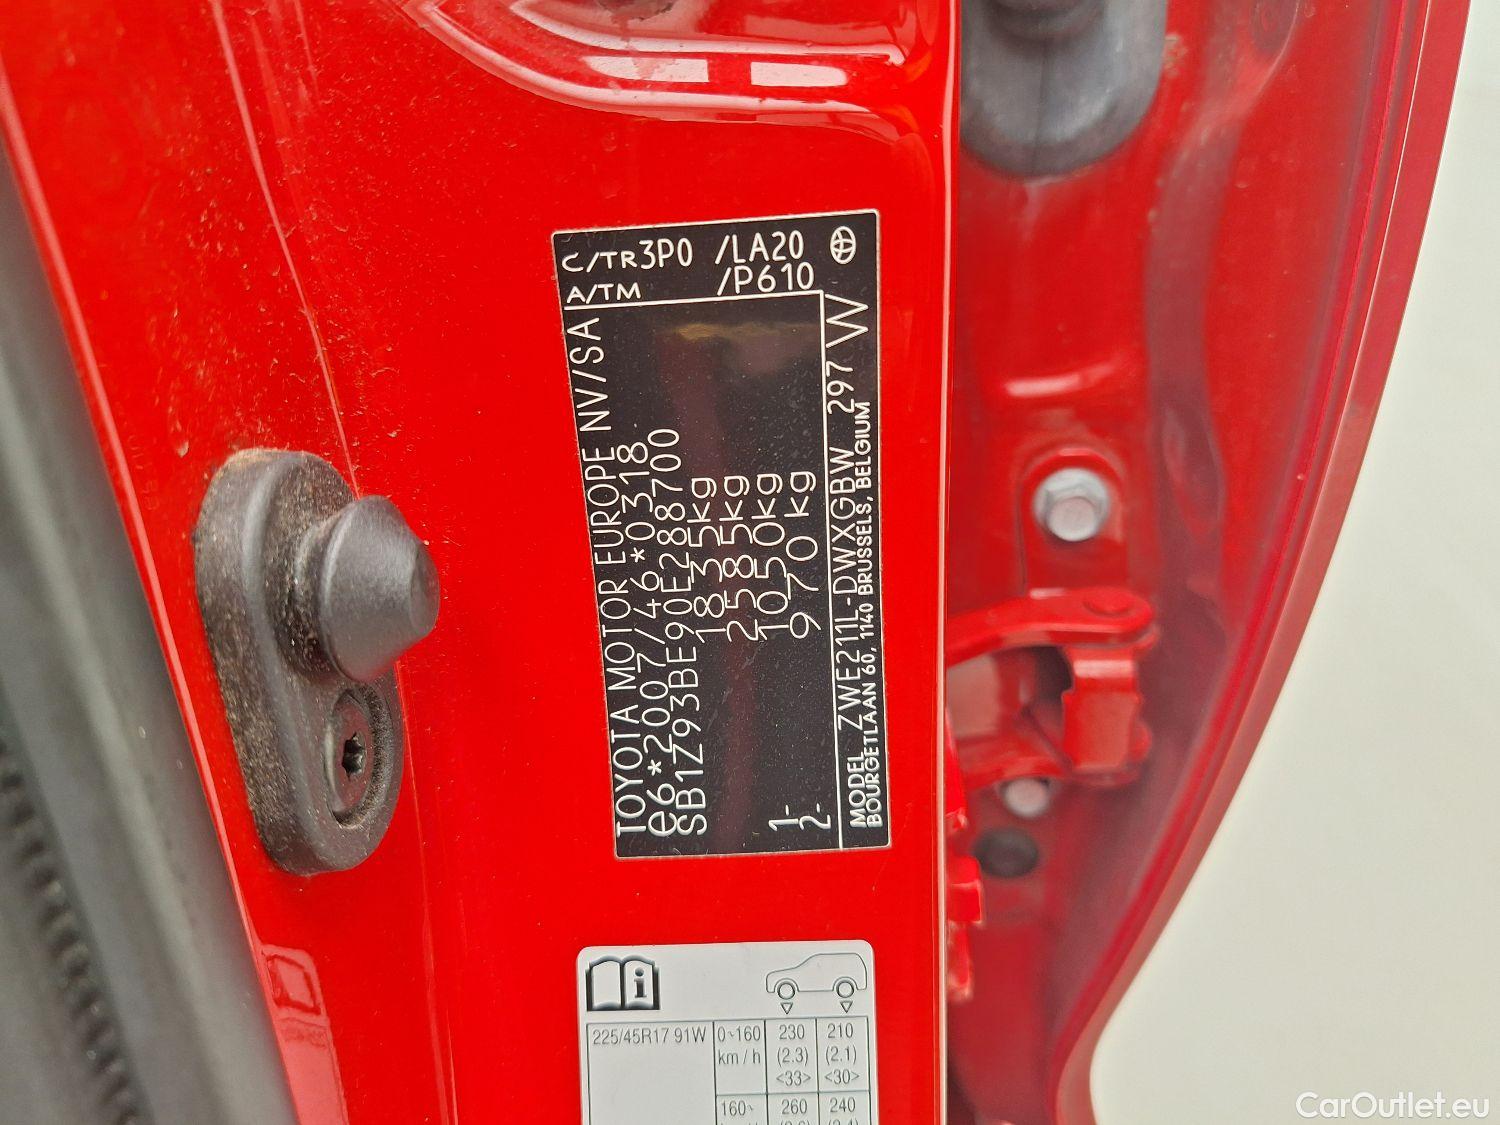 C/TR3P0 /LA20
A/TM /P610
TOYOTA MOTOR EUROPE NV/SA
e6*2007/46*0318
SB1Z93BE90E288700
1835kg
2585kg
1- 1050kg
2- 970kg
MODEL ZWE211L-DWXGBW 297W
BOURGETLAAN 60, 1140 BRUSSELS, BELGIUM
i
225/45R17 91W 0~160 km/h 230 (2.3) <33> 210 (2.1) <30>
160~ 260 240
CarOutlet.eu